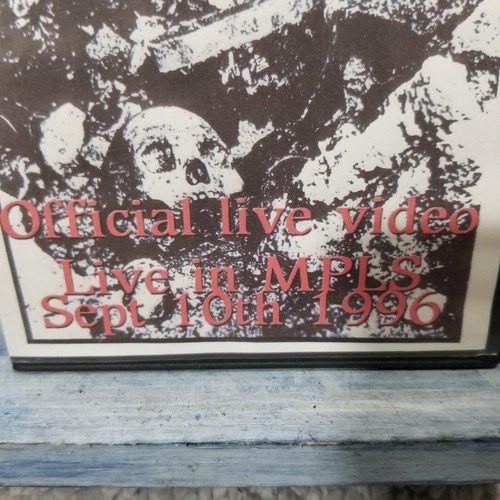 Official live video
Live in MPLS
Sept 10th 1996